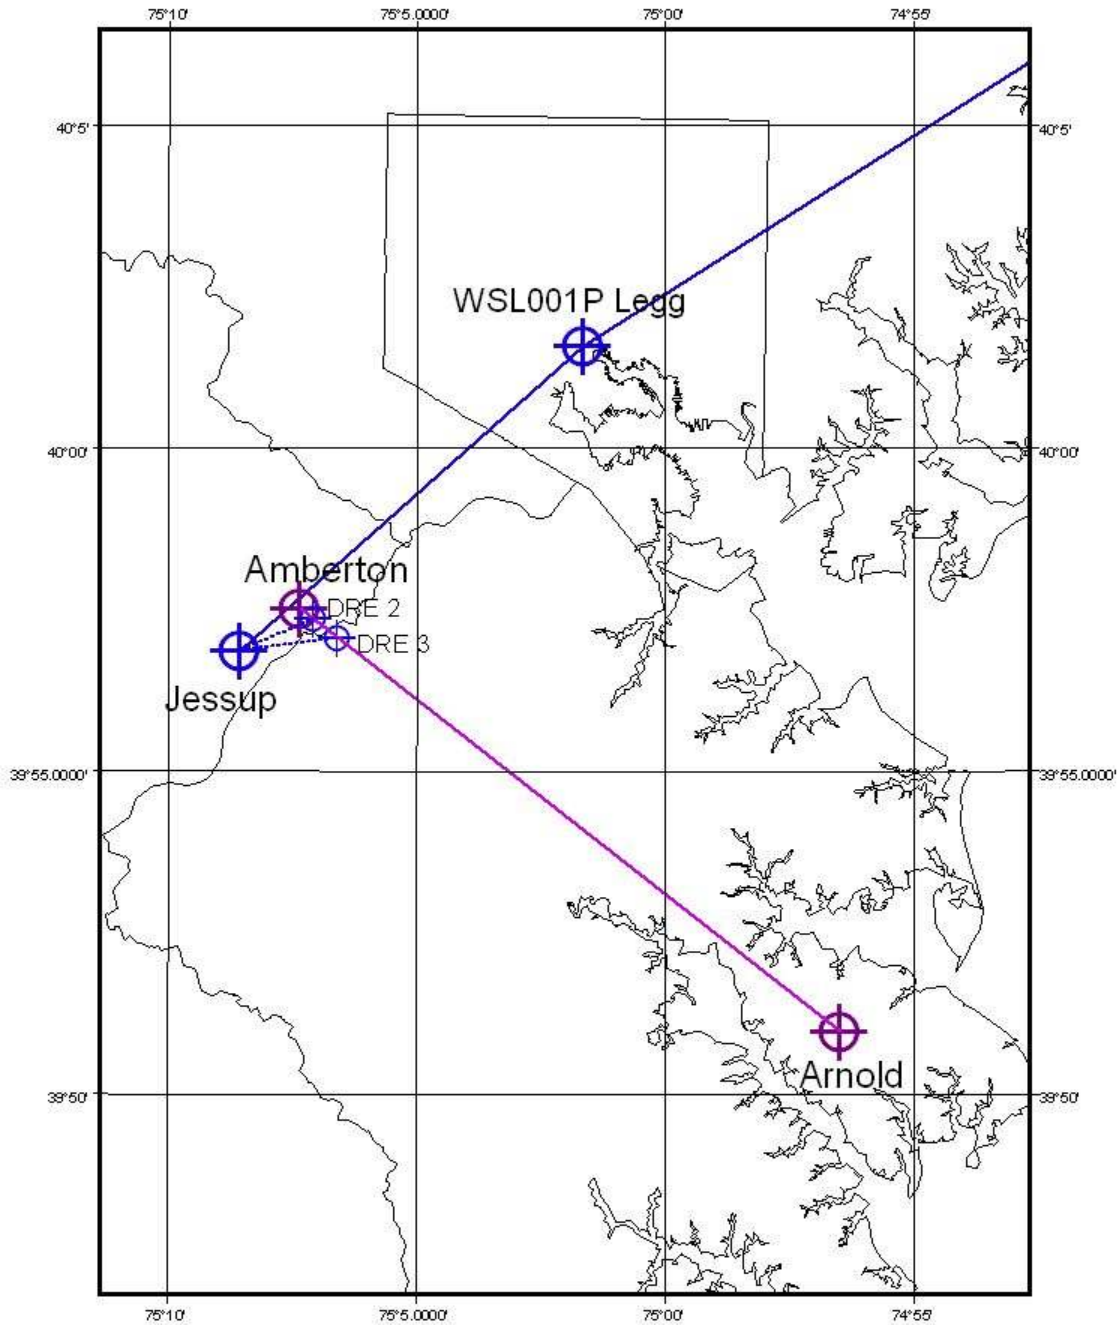 75°10' 75°5.0000' 75°00' 74°55'
40°5' 40°5'
WSL001P Legg
40°00' 40°00'
Amberton
DRE 2
DRE 3
Jessup
39°55.0000' 39°55.0000'
Arnold
39°50' 39°50'
75°10' 75°5.0000' 75°00' 74°55'